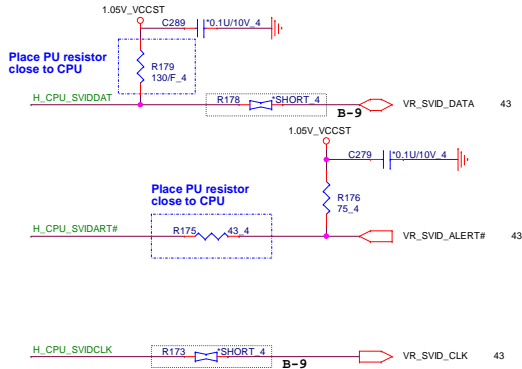 1.05V_VCCST
C289
*0.1U/10V_4
Place PU resistor
close to CPU
R179
130/F_4
H_CPU_SVIDDAT
R178
*SHORT_4
B-9
VR_SVID_DATA
43
1.05V_VCCST
C279
*0.1U/10V_4
Place PU resistor
close to CPU
R176
75_4
H_CPU_SVIDART#
R175
43_4
VR_SVID_ALERT#
43
H_CPU_SVIDCLK
R173
*SHORT_4
B-9
VR_SVID_CLK
43